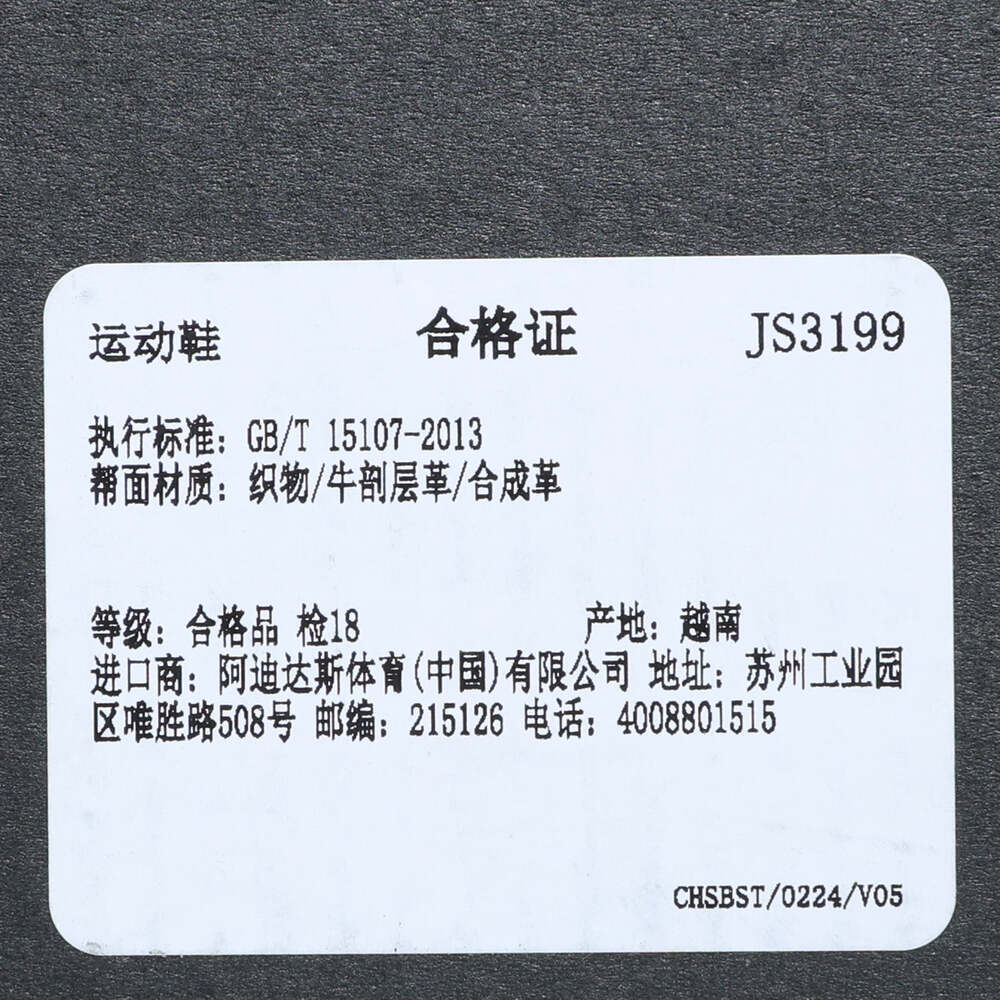 运动鞋 合格证 JS3199
执行标准：GB/T 15107-2013
帮面材质：织物/牛剖层革/合成革
等级：合格品 检18 产地：越南
进口商：阿迪达斯体育(中国)有限公司 地址：苏州工业园
区唯胜路508号 邮编：215126 电话：4008801515
CHSBST/0224/V05